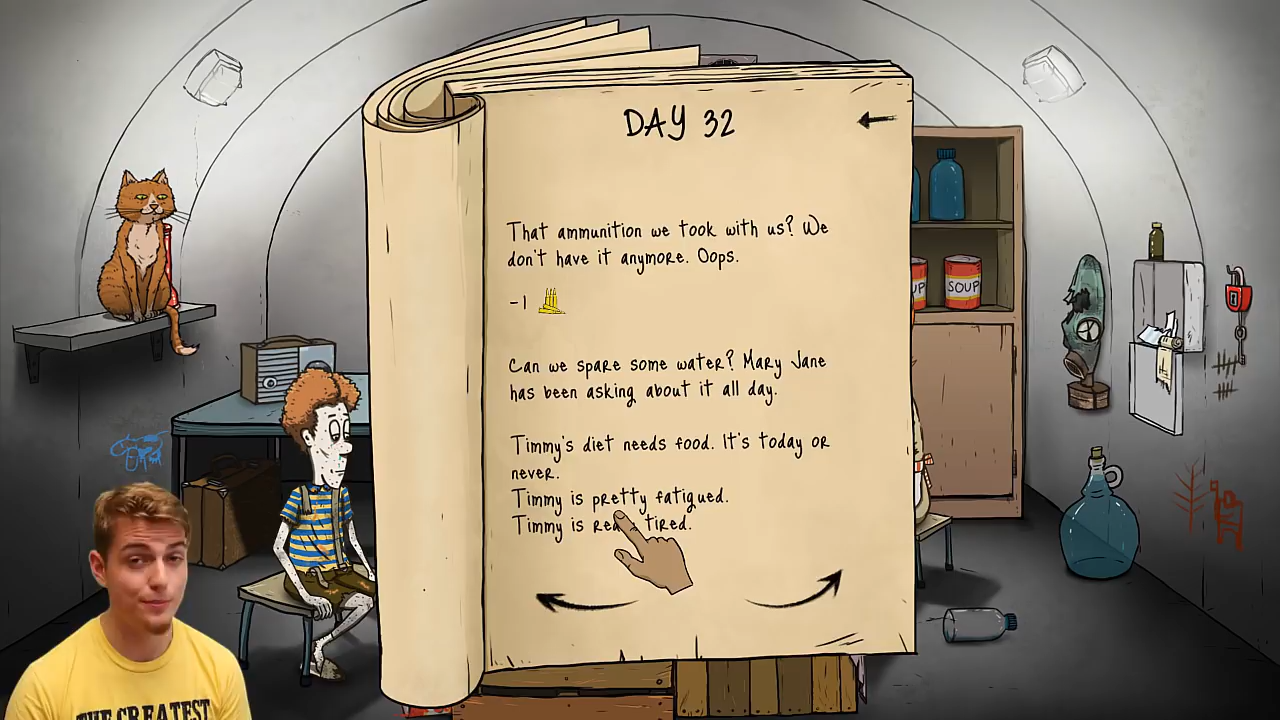 DAY 32
That ammunition we took with us? We
don't have it anymore. Oops.
-1
Can we spare some water? Mary Jane
has been asking about it all day.
Timmy's diet needs food. It's today or
never.
Timmy is pretty fatigued.
Timmy is tired.
UP
SOUP
THE GREATEST